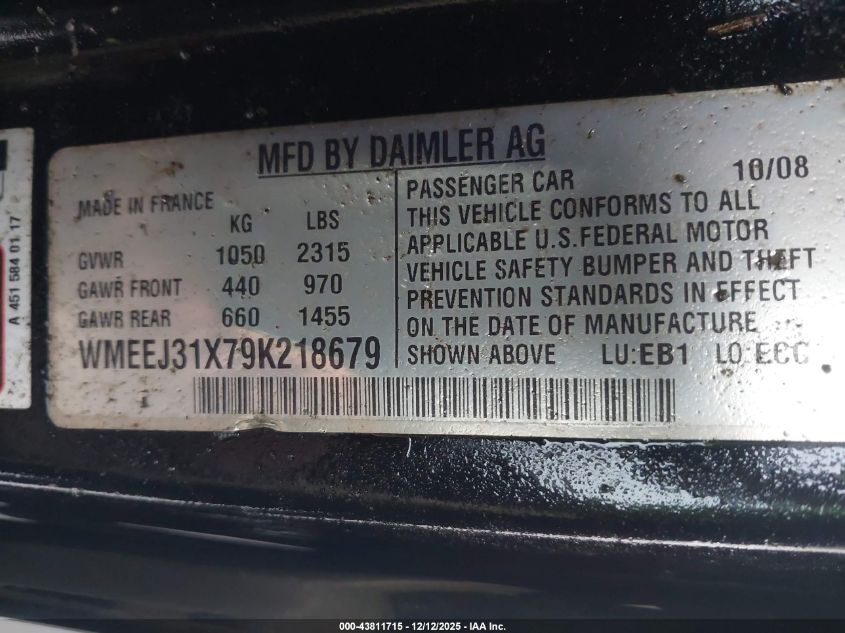 A 451 584 01 17
MFD BY DAIMLER AG
MADE IN FRANCE
KG LBS
GVWR 1050 2315
GAWR FRONT 440 970
GAWR REAR 660 1455
WMEEJ31X79K218679
PASSENGER CAR 10/08
THIS VEHICLE CONFORMS TO ALL
APPLICABLE U.S.FEDERAL MOTOR
VEHICLE SAFETY BUMPER AND THEFT
PREVENTION STANDARDS IN EFFECT
ON THE DATE OF MANUFACTURE
SHOWN ABOVE LU:EB1 LO:ECC
000-43811715 - 12/12/2025 - IAA Inc.